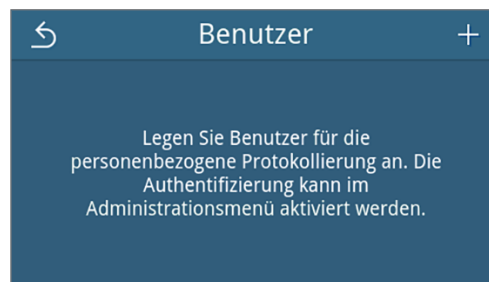 Benutzer
Legen Sie Benutzer für die
personenbezogene Protokollierung an. Die
Authentifizierung kann im
Administrationsmenü aktiviert werden.